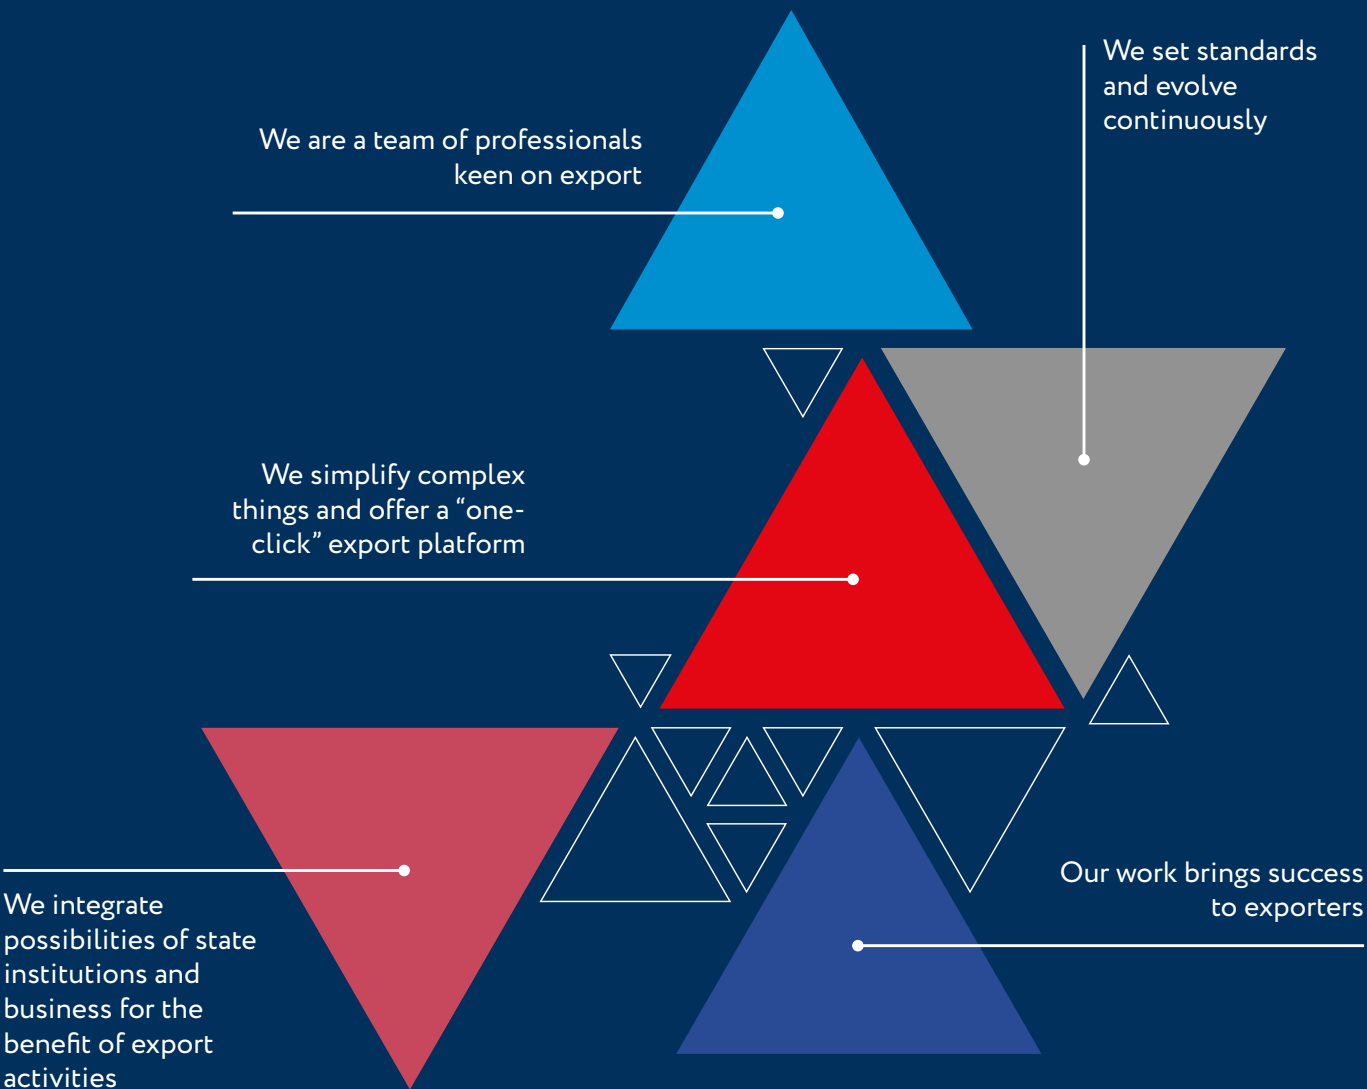 We set standards
and evolve
continuously
We are a team of professionals
keen on export
We simplify complex
things and offer a “one-
click” export platform
Our work brings success
to exporters
We integrate
possibilities of state
institutions and
business for the
benefit of export
activities